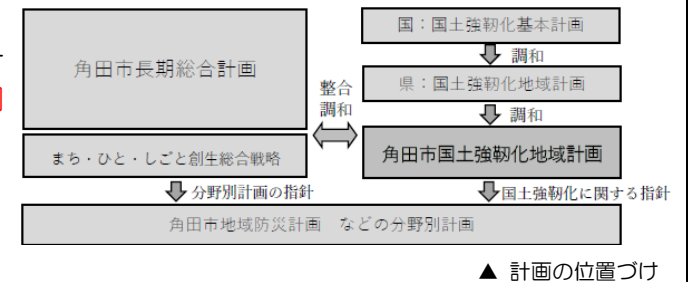 国：国土強靭化基本計画
調和
角田市長期総合計画
県：国土強靭化地域計画
整合
調和
調和
角田市国土強靭化地域計画
まち・ひと・しごと創生総合戦略
分野別計画の指針
国土強靭化に関する指針
角田市地域防災計画　などの分野別計画
▲ 計画の位置づけ